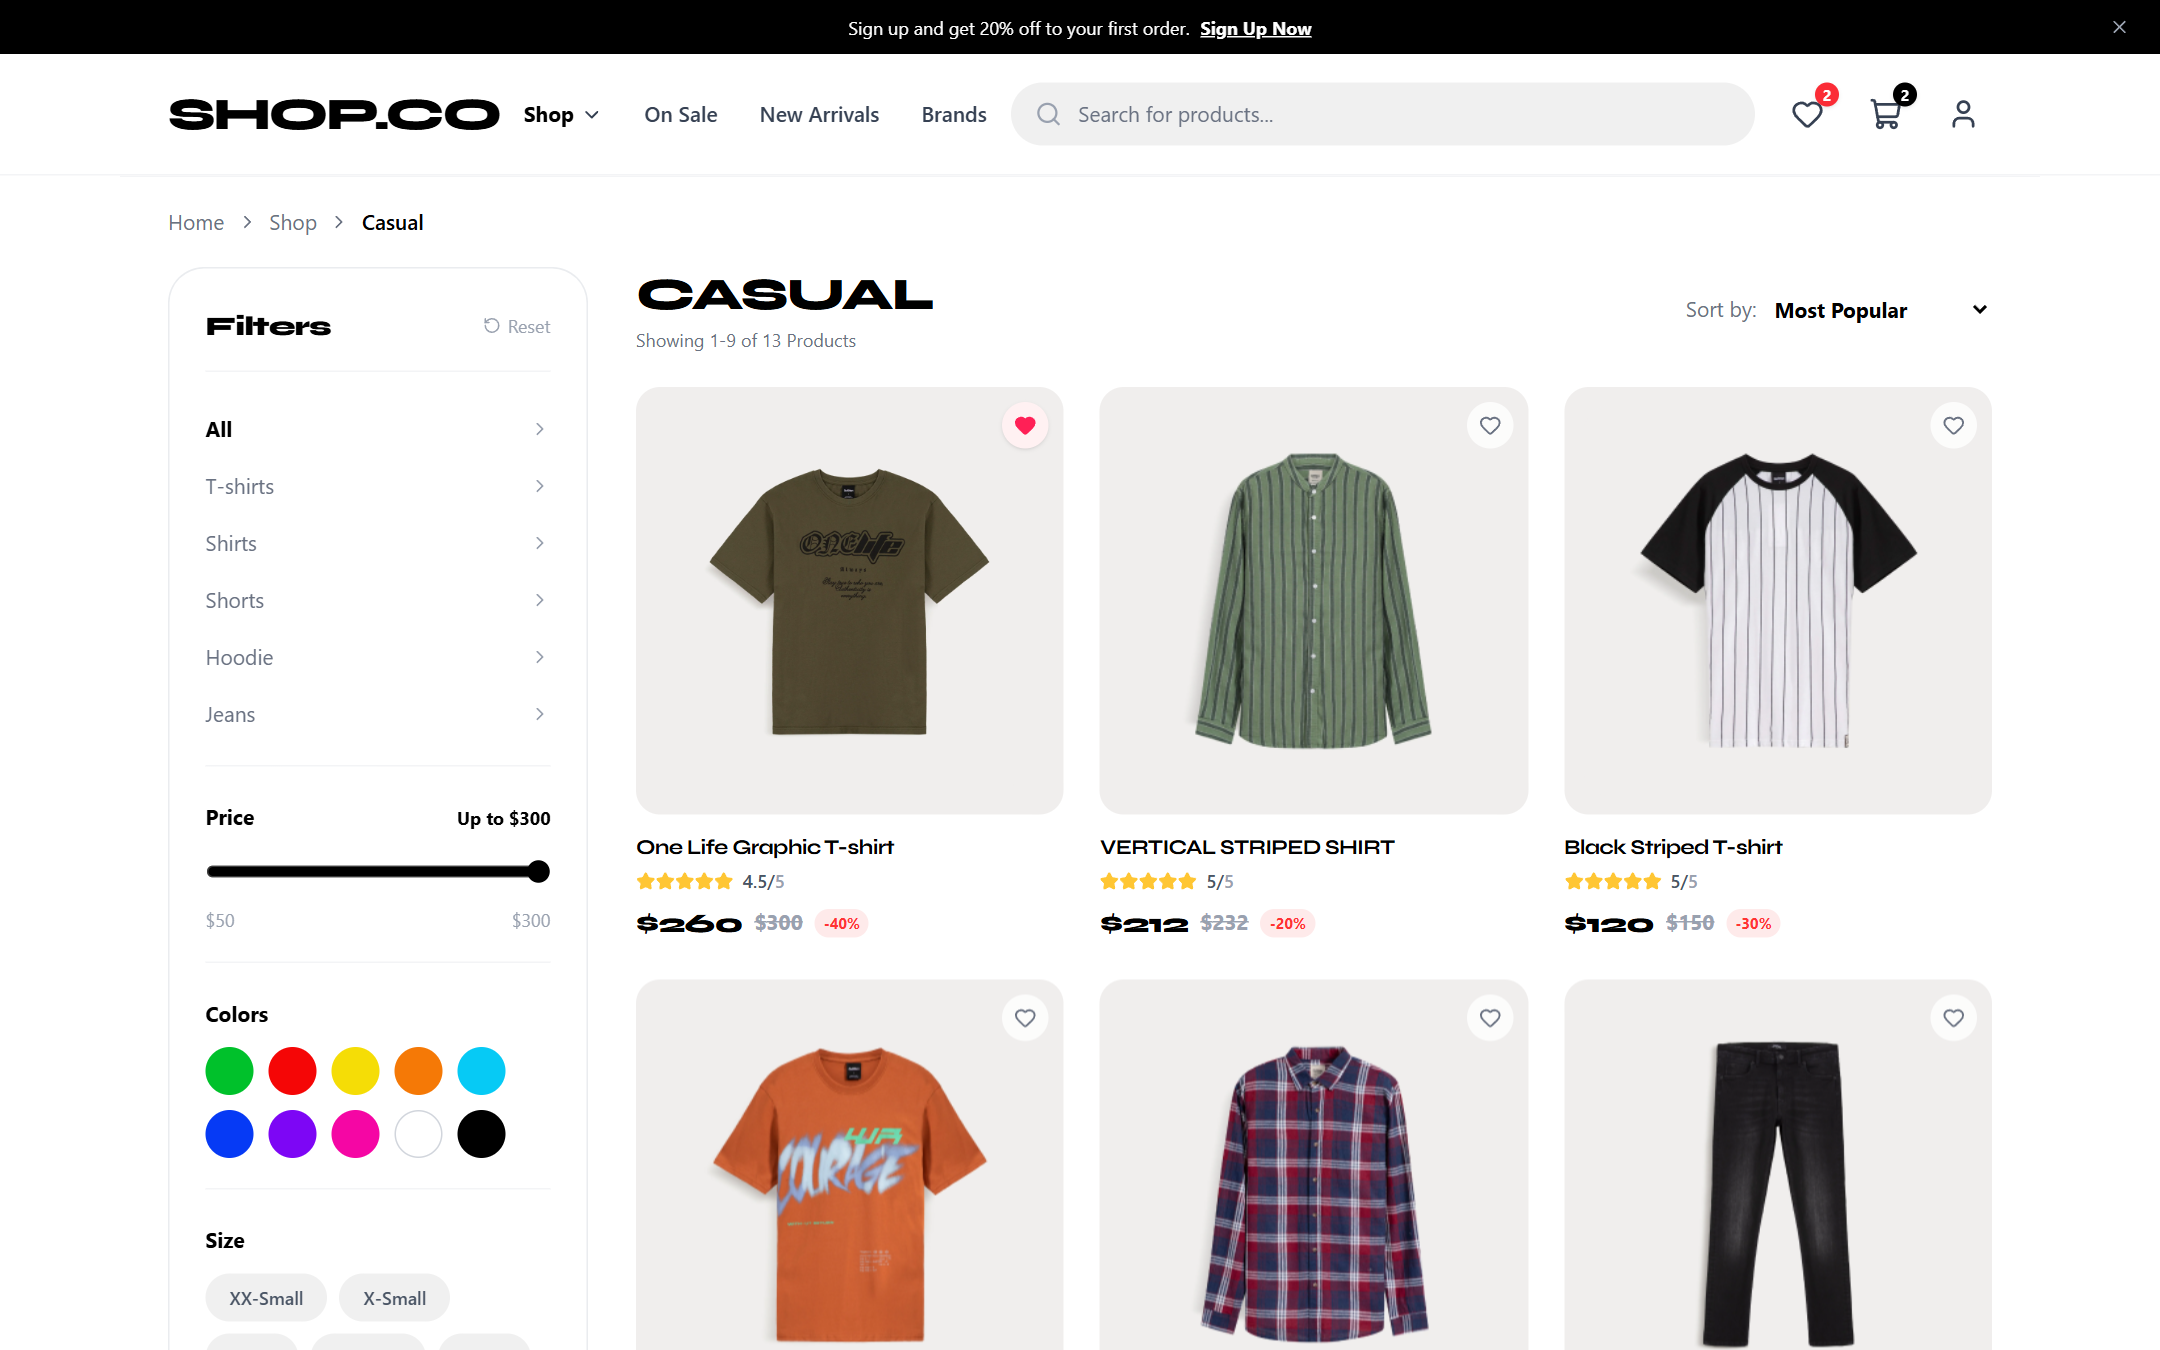 Sign up and get 20% off to your first order. Sign Up Now
SHOP.CO
Shop
On Sale
New Arrivals
Brands
Search for products...
2
2
Home
Shop
Casual
Filters
Reset
All
T-shirts
Shirts
Shorts
Hoodie
Jeans
Price
Up to $300
$50
$300
Colors
Size
XX-Small
X-Small
CASUAL
Showing 1-9 of 13 Products
Sort by:
Most Popular
ONE life
One Life Graphic T-shirt
4.5/5
$260 $300 -40%
VERTICAL STRIPED SHIRT
5/5
$212 $232 -20%
Black Striped T-shirt
5/5
$120 $150 -30%
COURAGE